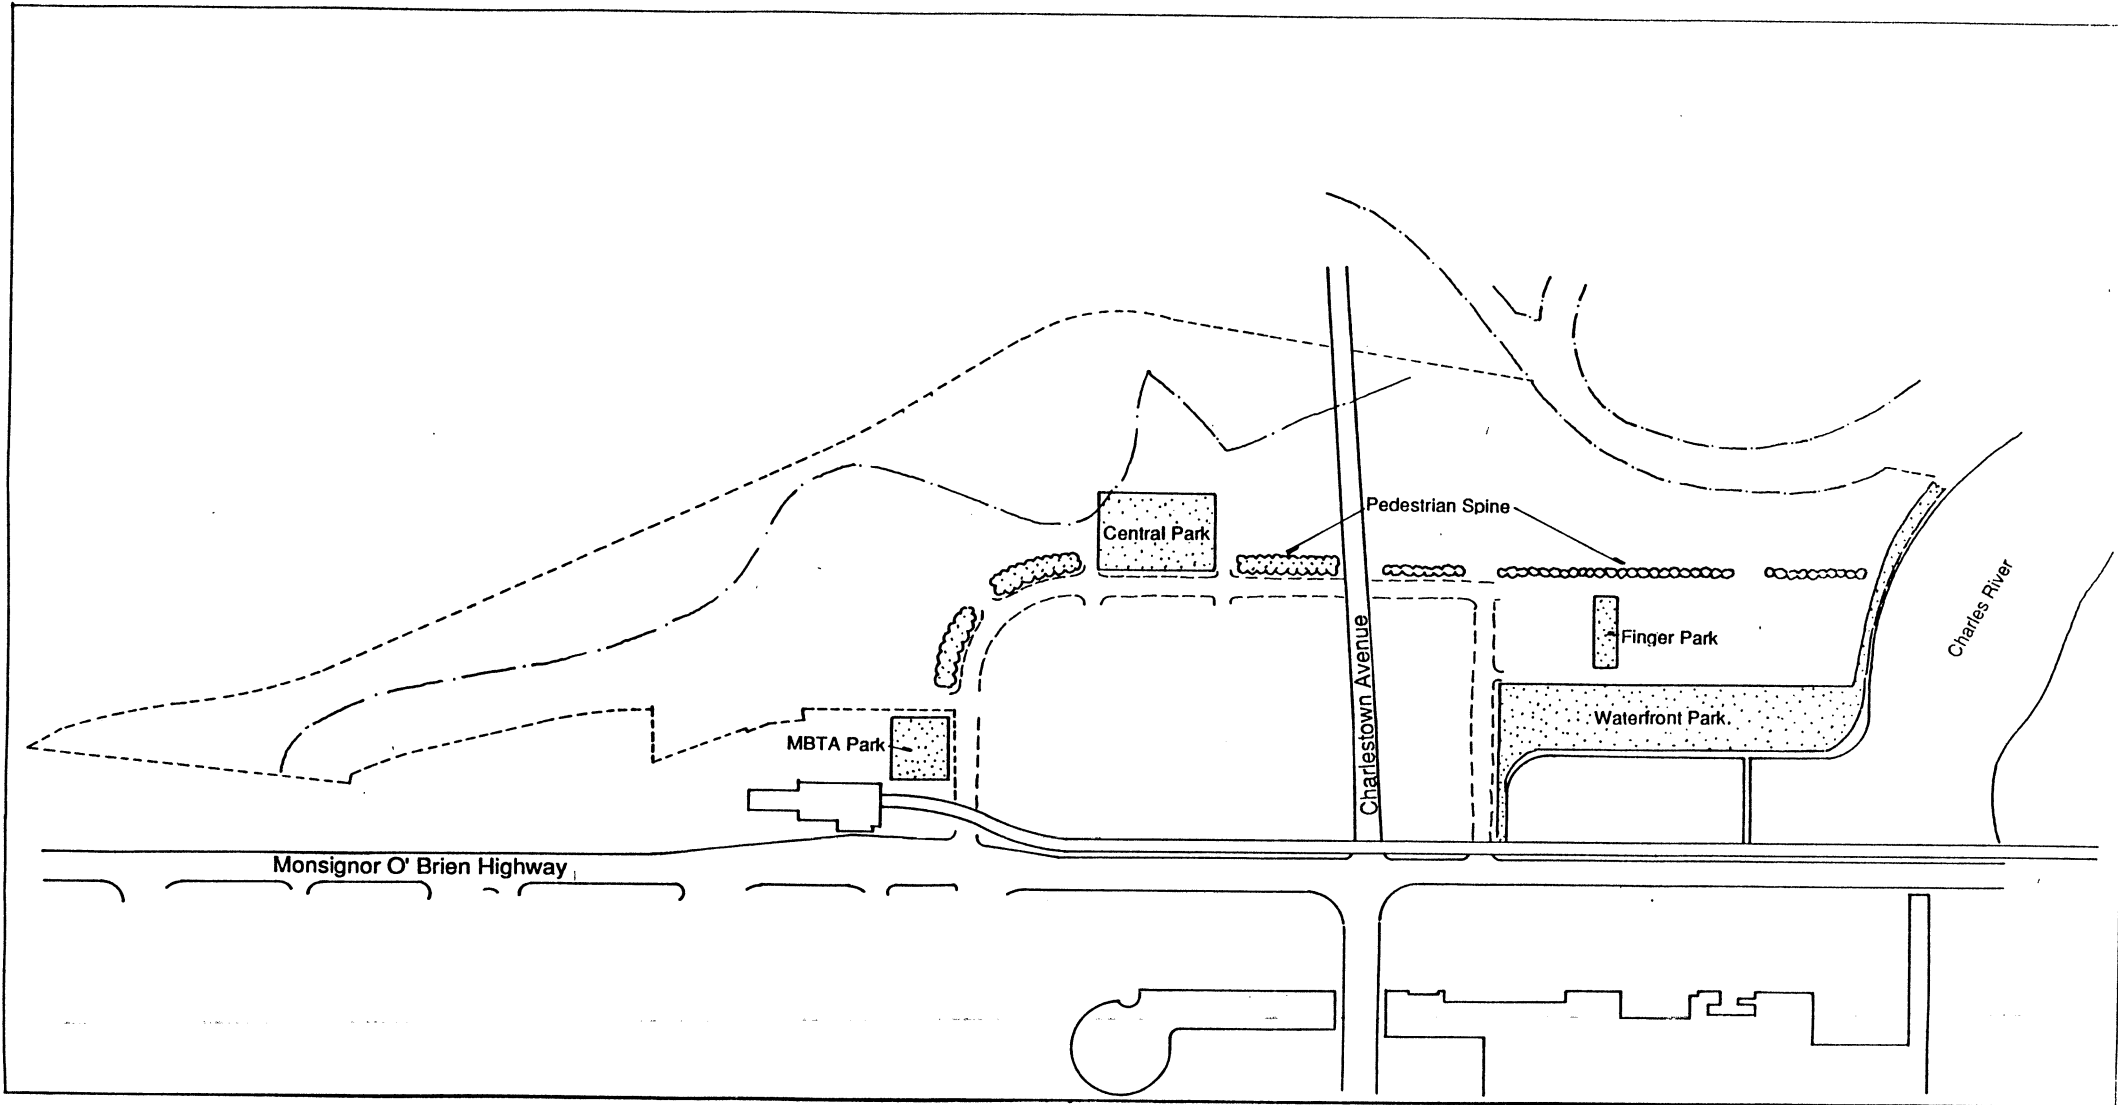 Pedestrian Spine
Central Park
Charles River
Finger Park
Charlestown Avenue
Waterfront Park
MBTA Park
Monsignor O' Brien Highway